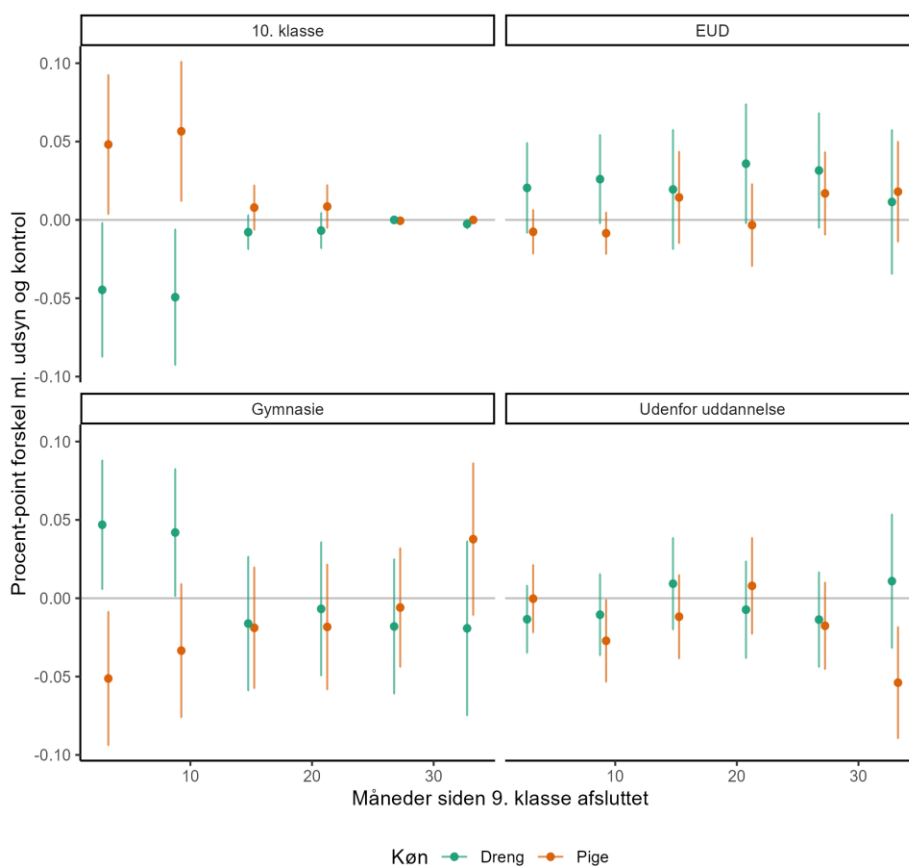 10. klasse
EUD
0.10
0.05
0.00
-0.05
-0.10
Gymnasie
Udenfor uddannelse
0.10
0.05
0.00
-0.05
-0.10
Procent-point forskel ml. udsyn og kontrol
10 20 30 10 20 30
Måneder siden 9. klasse afsluttet
Køn Dreng Pige